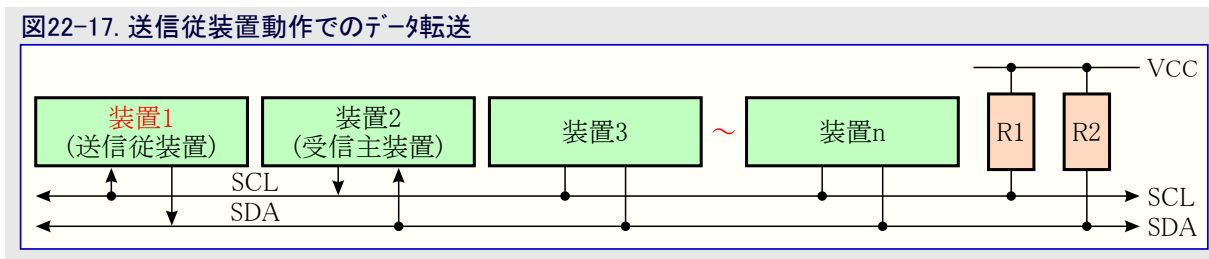 図22-17. 送信従装置動作でのデータ転送
VCC
装置1
(送信従装置)
装置2
(受信主装置)
装置3
～
装置n
R1
R2
SCL
SCL
SDA
SDA